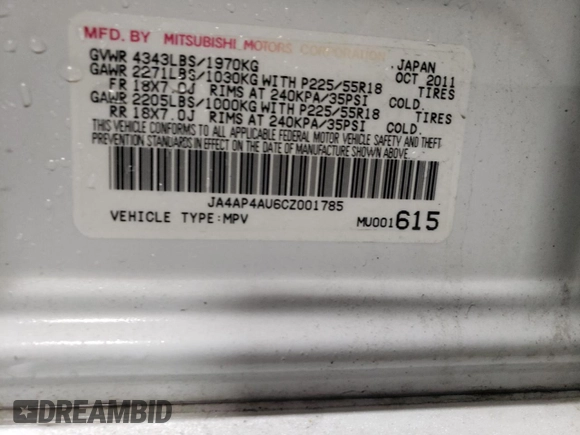 MFD. BY MITSUBISHI MOTORS CORPORATION JAPAN
GVWR 4343LBS/1970KG OCT 2011
GAWR 2271LBS/1030KG WITH P225/55R18 TIRES
FR 18X7.0J RIMS AT 240KPA/35PSI COLD.
GAWR 2205LBS/1000KG WITH P225/55R18 TIRES
RR 18X7.0J RIMS AT 240KPA/35PSI COLD.
THIS VEHICLE CONFORMS TO ALL APPLICABLE FEDERAL MOTOR VEHICLE SAFETY AND THEFT
PREVENTION STANDARDS IN EFFECT ON THE DATE OF MANUFACTURE SHOWN ABOVE.
JA4AP4AU6CZ001785
VEHICLE TYPE:MPV MU001615
DREAMBID